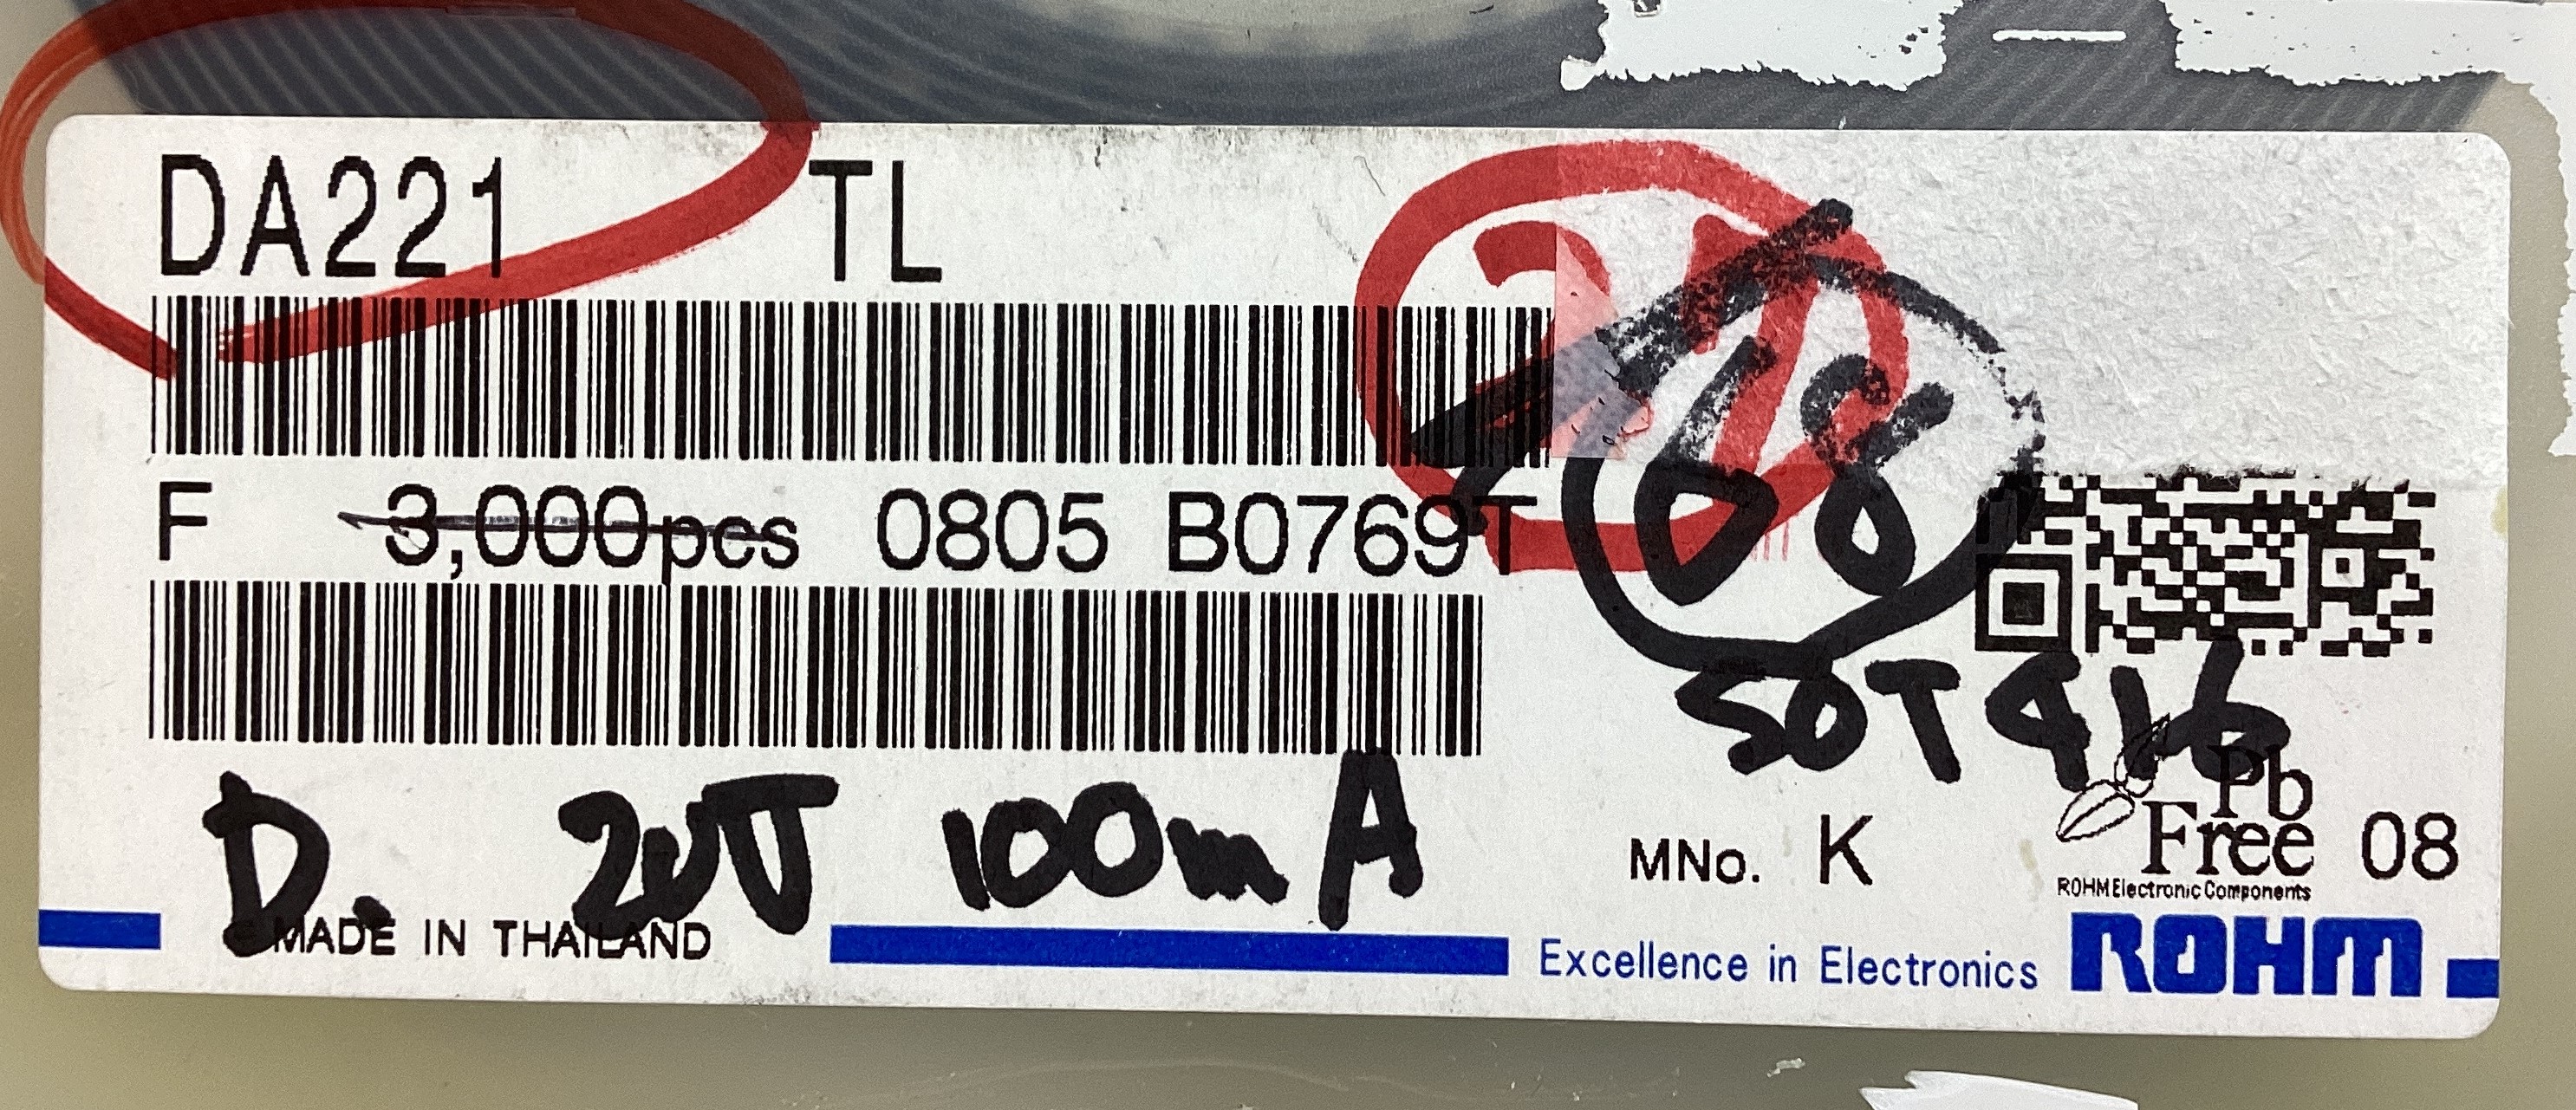 DA221 TL
F 3,000pcs 0805 B0769T
68
SOT416
D. 20V 100mA
MNo. K
Pb
Free 08
ROHM Electronic Components
MADE IN THAILAND
Excellence in Electronics ROHM